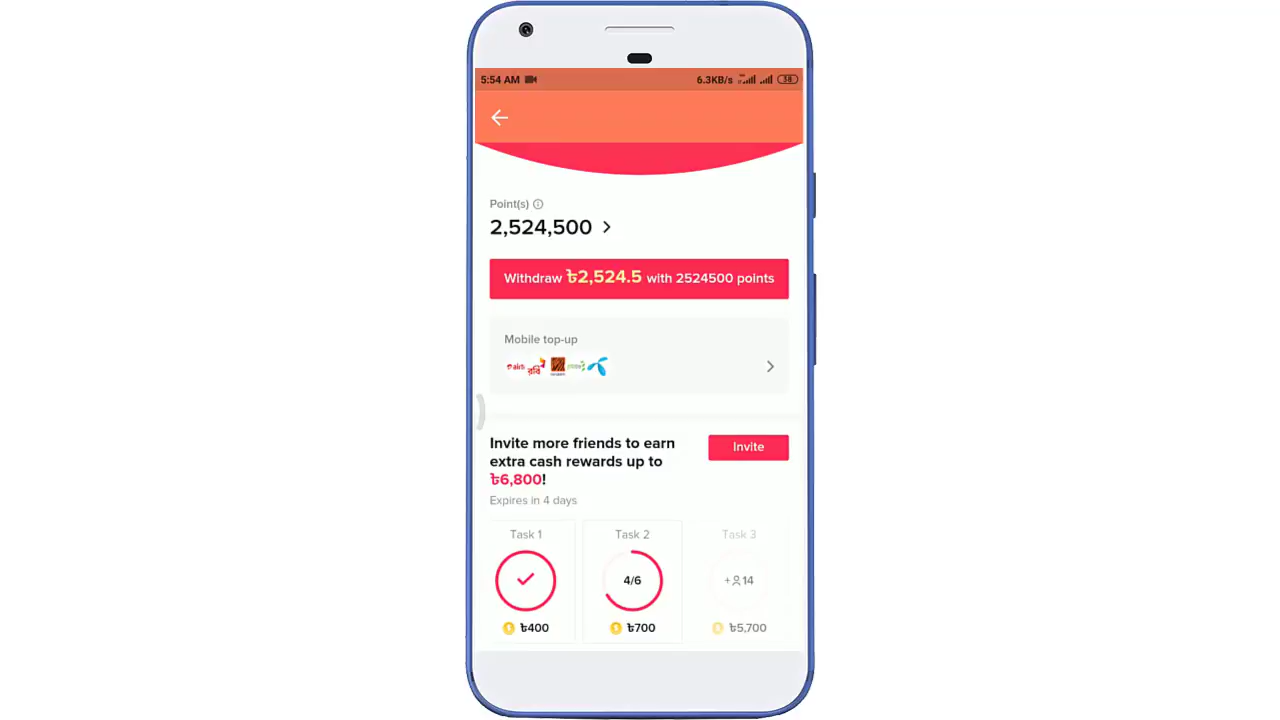 5:54 AM 6.3KB/s 38
Point(s)
2,524,500
Withdraw ৳2,524.5 with 2524500 points
Mobile top-up
রবি
Invite more friends to earn
extra cash rewards up to
৳6,800!
Invite
Expires in 4 days
Task 1
Task 2
Task 3
4/6
+14
৳400
৳700
৳5,700